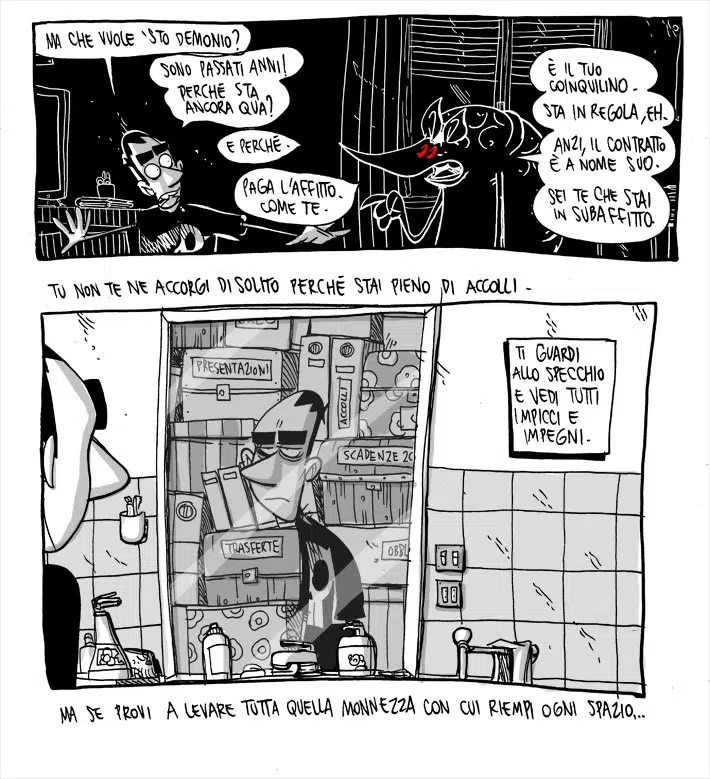 MA CHE VUOLE 'STO DEMONIO?
SONO PASSATI ANNI!
PERCHÉ STA
ANCORA QUA?
E PERCHÉ.
PAGA L'AFFITTO.
COME TE.
È IL TUO
COINQUILINO.
STA IN REGOLA, EH.
ANZI, IL CONTRATTO
È A NOME SUO.
SEI TE CHE STAI
IN SUBAFFITTO.
TU NON TE NE ACCORGI DI SOLITO PERCHÉ STAI PIENO DI ACCOLLI.
PRESENTAZIONI
ACCOLLI
SCADENZE 20
TRASFERTE
OBBL
TI GUARDI
ALLO SPECCHIO
E VEDI TUTTI
IMPICCI E
IMPEGNI.
MA SE PROVI A LEVARE TUTTA QUELLA MONNEZZA CON CUI RIEMPI OGNI SPAZIO...